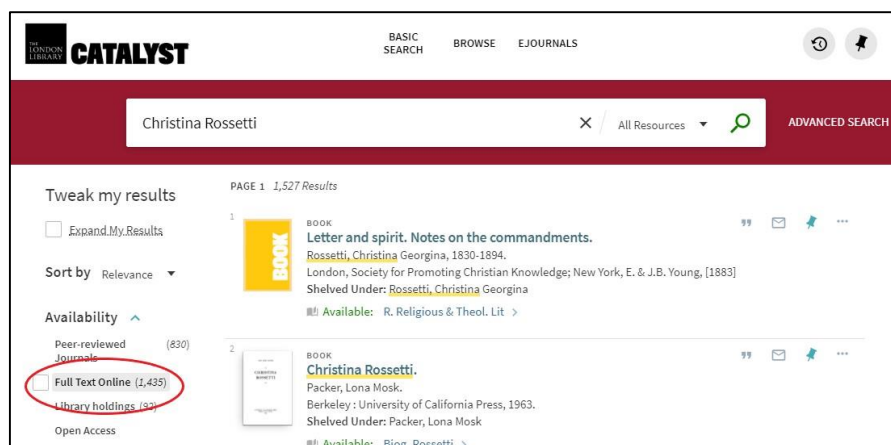 THE
LONDON
LIBRARY
CATALYST
BASIC
SEARCH
BROWSE
EJOURNALS
Christina Rossetti
All Resources
ADVANCED SEARCH
Tweak my results
Expand My Results
Sort by Relevance
Availability
Peer-reviewed (830)
Journals
Full Text Online (1,435)
Library holdings (92)
Open Access
PAGE 1 1,527 Results
1
BOOK
BOOK
Letter and spirit. Notes on the commandments.
Rossetti, Christina Georgina, 1830-1894.
London, Society for Promoting Christian Knowledge; New York, E. & J.B. Young, [1883]
Shelved Under: Rossetti, Christina Georgina
Available: R. Religious & Theol. Lit >
2
CHRISTINA
ROSSETTI
BOOK
Christina Rossetti.
Packer, Lona Mosk.
Berkeley : University of California Press, 1963.
Shelved Under: Packer, Lona Mosk
Available: Biog. Rossetti >